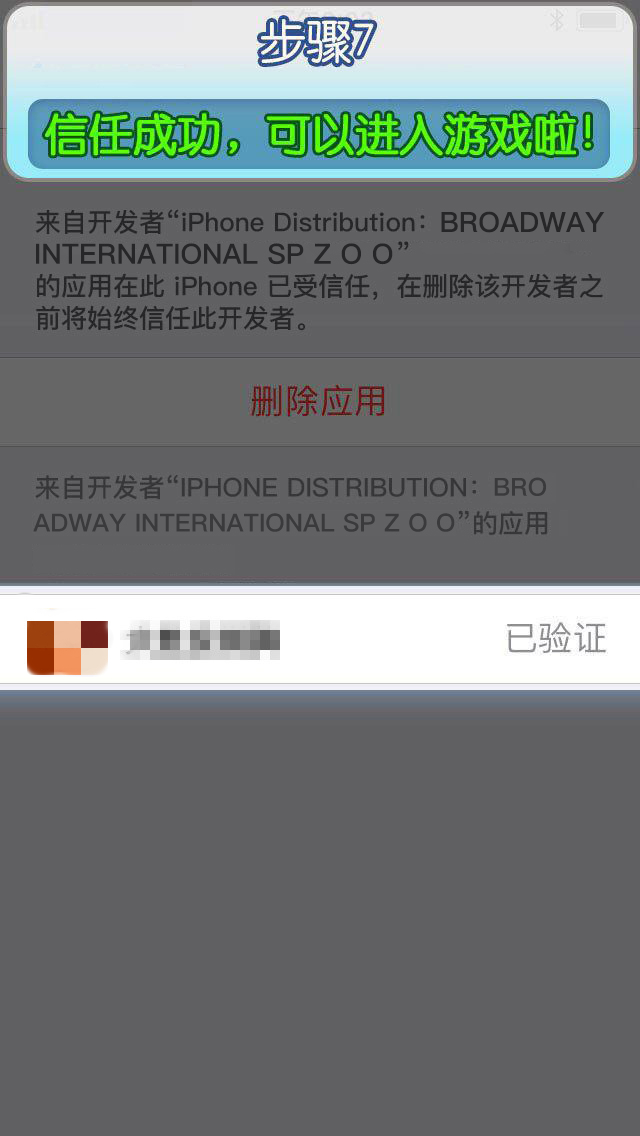 步骤7
信任成功，可以进入游戏啦！
来自开发者“iPhone Distribution：BROADWAY
INTERNATIONAL SP Z O O”
的应用在此 iPhone 已受信任，在删除该开发者之
前将始终信任此开发者。
删除应用
来自开发者“IPHONE DISTRIBUTION：BRO
ADWAY INTERNATIONAL SP Z O O”的应用
已验证